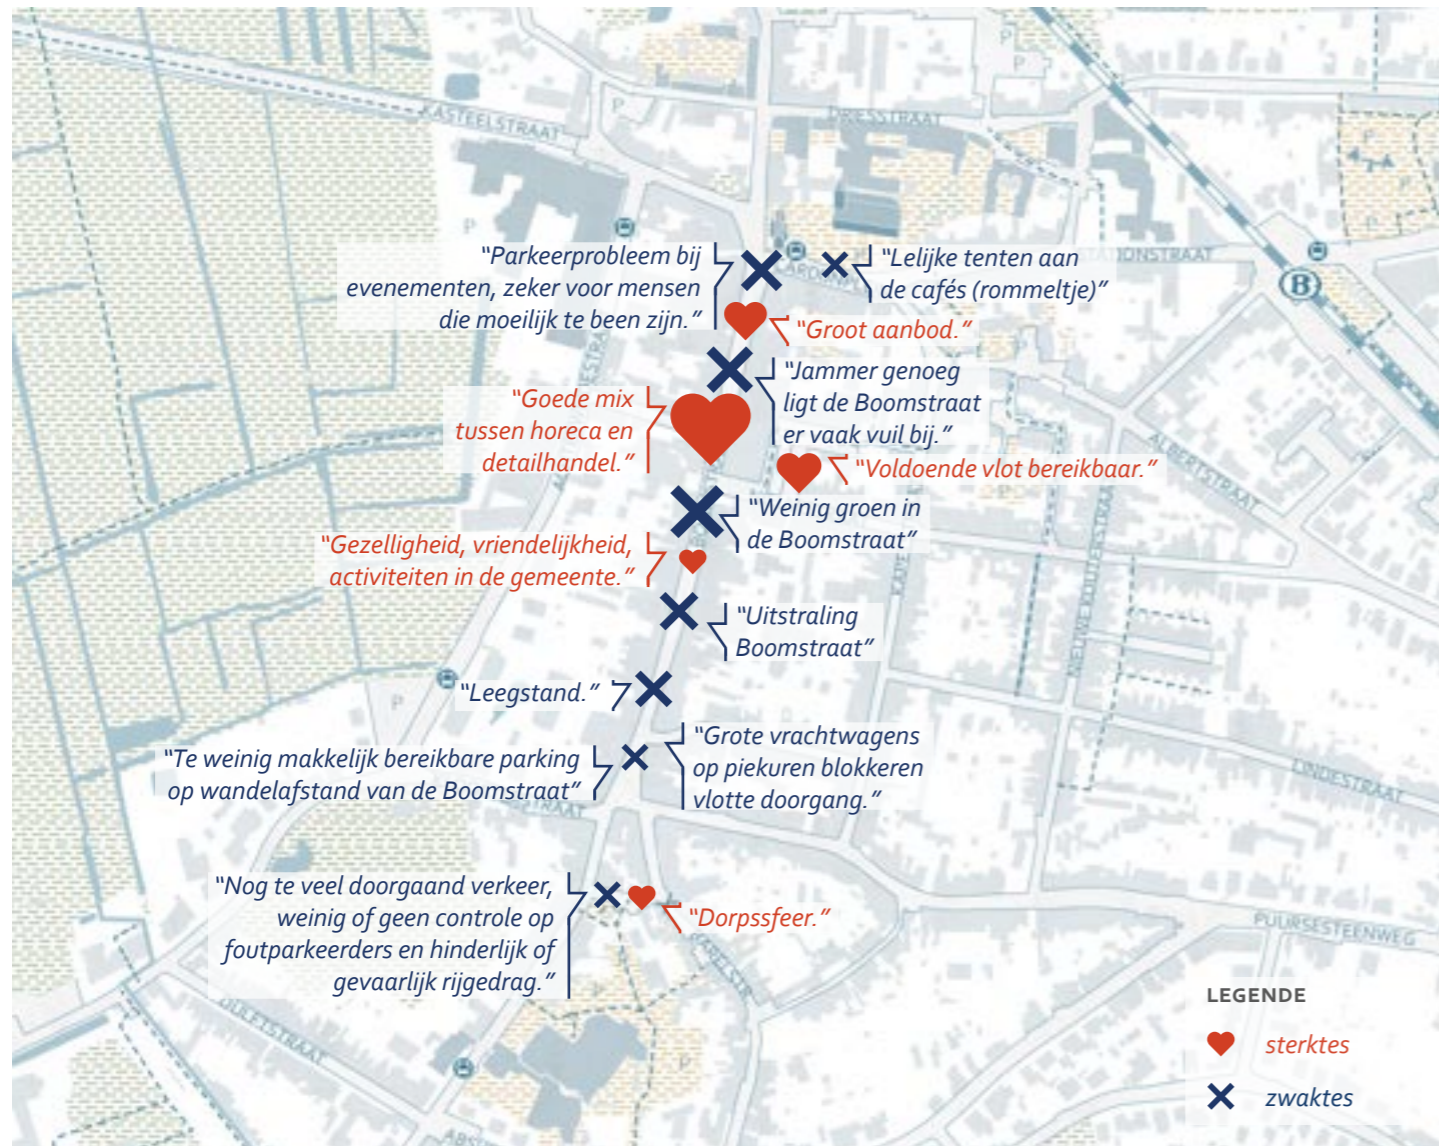 KASTEELSTRAAT
DRIESSTRAAT
P
P
P
P
“Parkeerprobleem bij
evenementen, zeker voor mensen
die moeilijk te been zijn.”
“Lelijke tenten aan
de cafés (rommeltje)”
STATIONSTRAAT
B
“Groot aanbod.”
“Jammer genoeg
ligt de Boomstraat
er vaak vuil bij.”
“Goede mix
tussen horeca en
detailhandel.”
“Voldoende vlot bereikbaar.”
ALBERTSTRAAT
“Weinig groen in
de Boomstraat”
“Gezelligheid, vriendelijkheid,
activiteiten in de gemeente.”
NIEUWE KUITERSTRAAT
“Uitstraling
Boomstraat”
“Leegstand.”
P
“Grote vrachtwagens
op piekuren blokkeren
vlotte doorgang.”
“Te weinig makkelijk bereikbare parking
op wandelafstand van de Boomstraat”
LINDESTRAAT
“Nog te veel doorgaand verkeer,
weinig of geen controle op
foutparkeerders en hinderlijk of
gevaarlijk rijgedrag.”
“Dorpssfeer.”
PUURSESTEENWEG
P
LEGENDE
sterktes
zwaktes